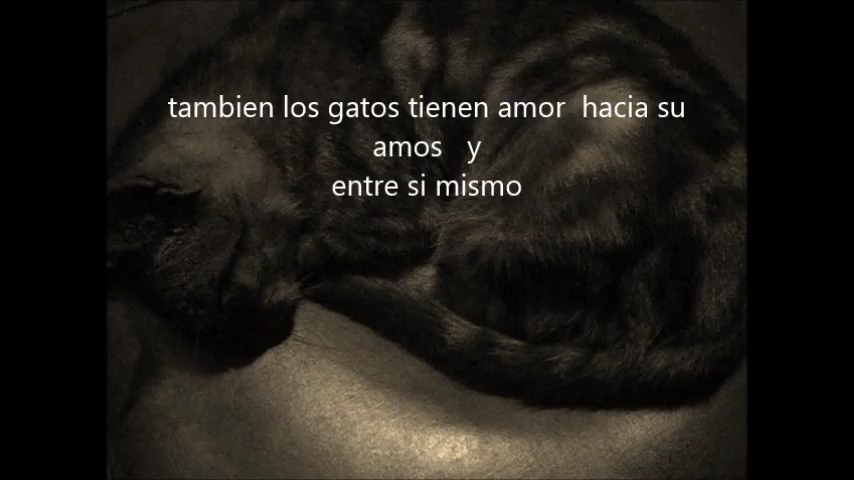 tambien los gatos tienen amor  hacia su
amos   y
entre si mismo